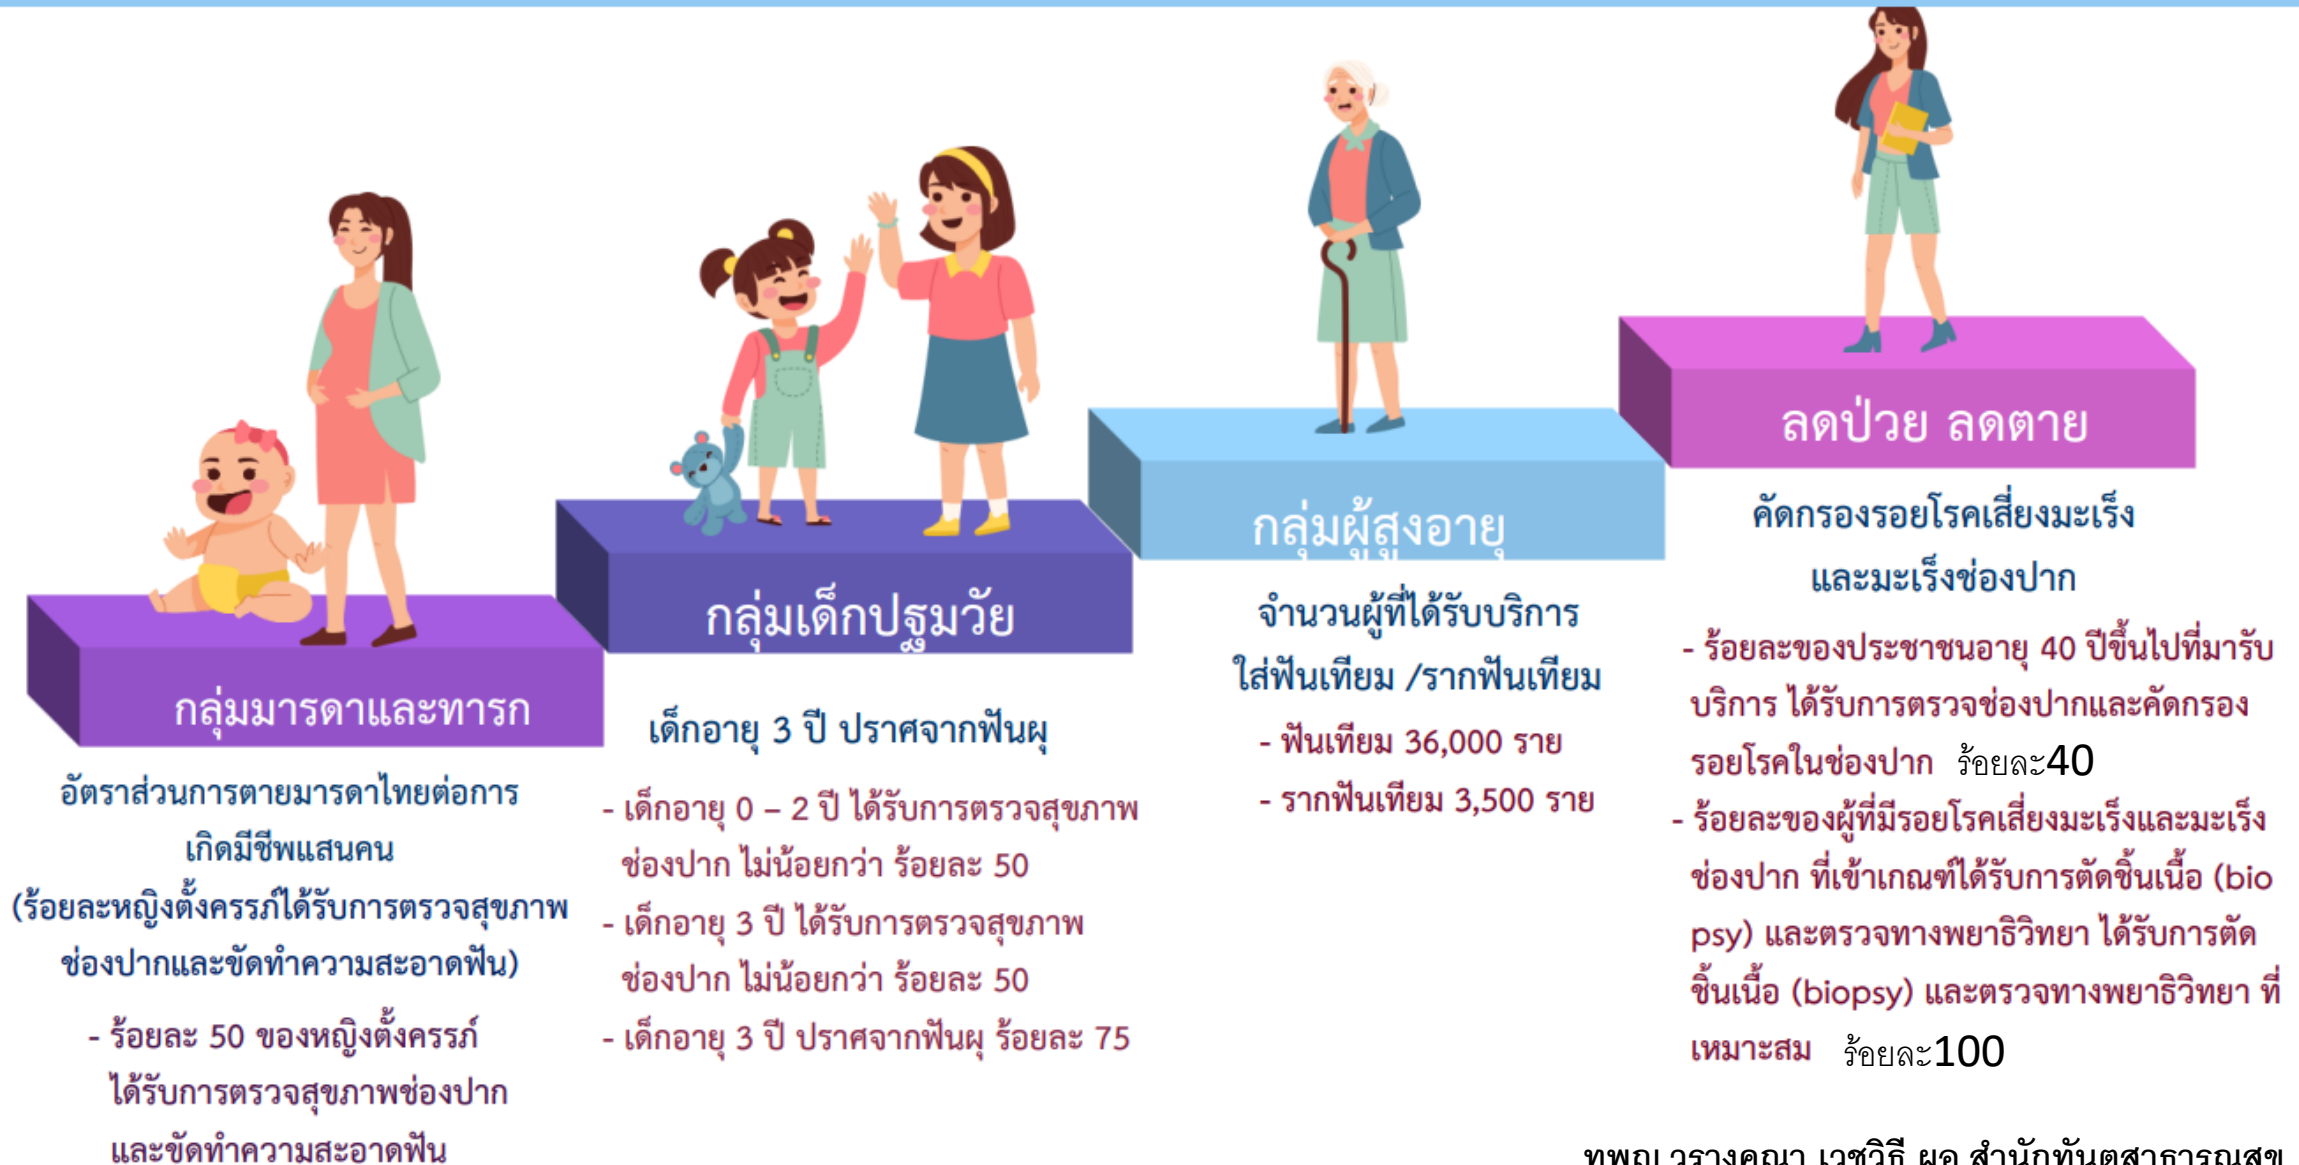 กลุ่มมารดาและทารก
อัตราส่วนการตายมารดาไทยต่อการ
เกิดมีชีพแสนคน
(ร้อยละหญิงตั้งครรภ์ได้รับการตรวจสุขภาพ
ช่องปากและขัดทำความสะอาดฟัน)
- ร้อยละ 50 ของหญิงตั้งครรภ์
ได้รับการตรวจสุขภาพช่องปาก
และขัดทำความสะอาดฟัน
กลุ่มเด็กปฐมวัย
เด็กอายุ 3 ปี ปราศจากฟันผุ
- เด็กอายุ 0 – 2 ปี ได้รับการตรวจสุขภาพ
ช่องปาก ไม่น้อยกว่า ร้อยละ 50
- เด็กอายุ 3 ปี ได้รับการตรวจสุขภาพ
ช่องปาก ไม่น้อยกว่า ร้อยละ 50
- เด็กอายุ 3 ปี ปราศจากฟันผุ ร้อยละ 75
กลุ่มผู้สูงอายุ
จำนวนผู้ที่ได้รับบริการ
ใส่ฟันเทียม /รากฟันเทียม
- ฟันเทียม 36,000 ราย
- รากฟันเทียม 3,500 ราย
ลดป่วย ลดตาย
คัดกรองรอยโรคเสี่ยงมะเร็ง
และมะเร็งช่องปาก
- ร้อยละของประชาชนอายุ 40 ปีขึ้นไปที่มารับ
บริการ ได้รับการตรวจช่องปากและคัดกรอง
รอยโรคในช่องปาก ร้อยละ40
- ร้อยละของผู้ที่มีรอยโรคเสี่ยงมะเร็งและมะเร็ง
ช่องปาก ที่เข้าเกณฑ์ได้รับการตัดชิ้นเนื้อ (bio
psy) และตรวจทางพยาธิวิทยา ได้รับการตัด
ชิ้นเนื้อ (biopsy) และตรวจทางพยาธิวิทยา ที่
เหมาะสม ร้อยละ100
ทพญ.วรางคณา เวชวิธี ผอ.สำนักทันตสาธารณสุข